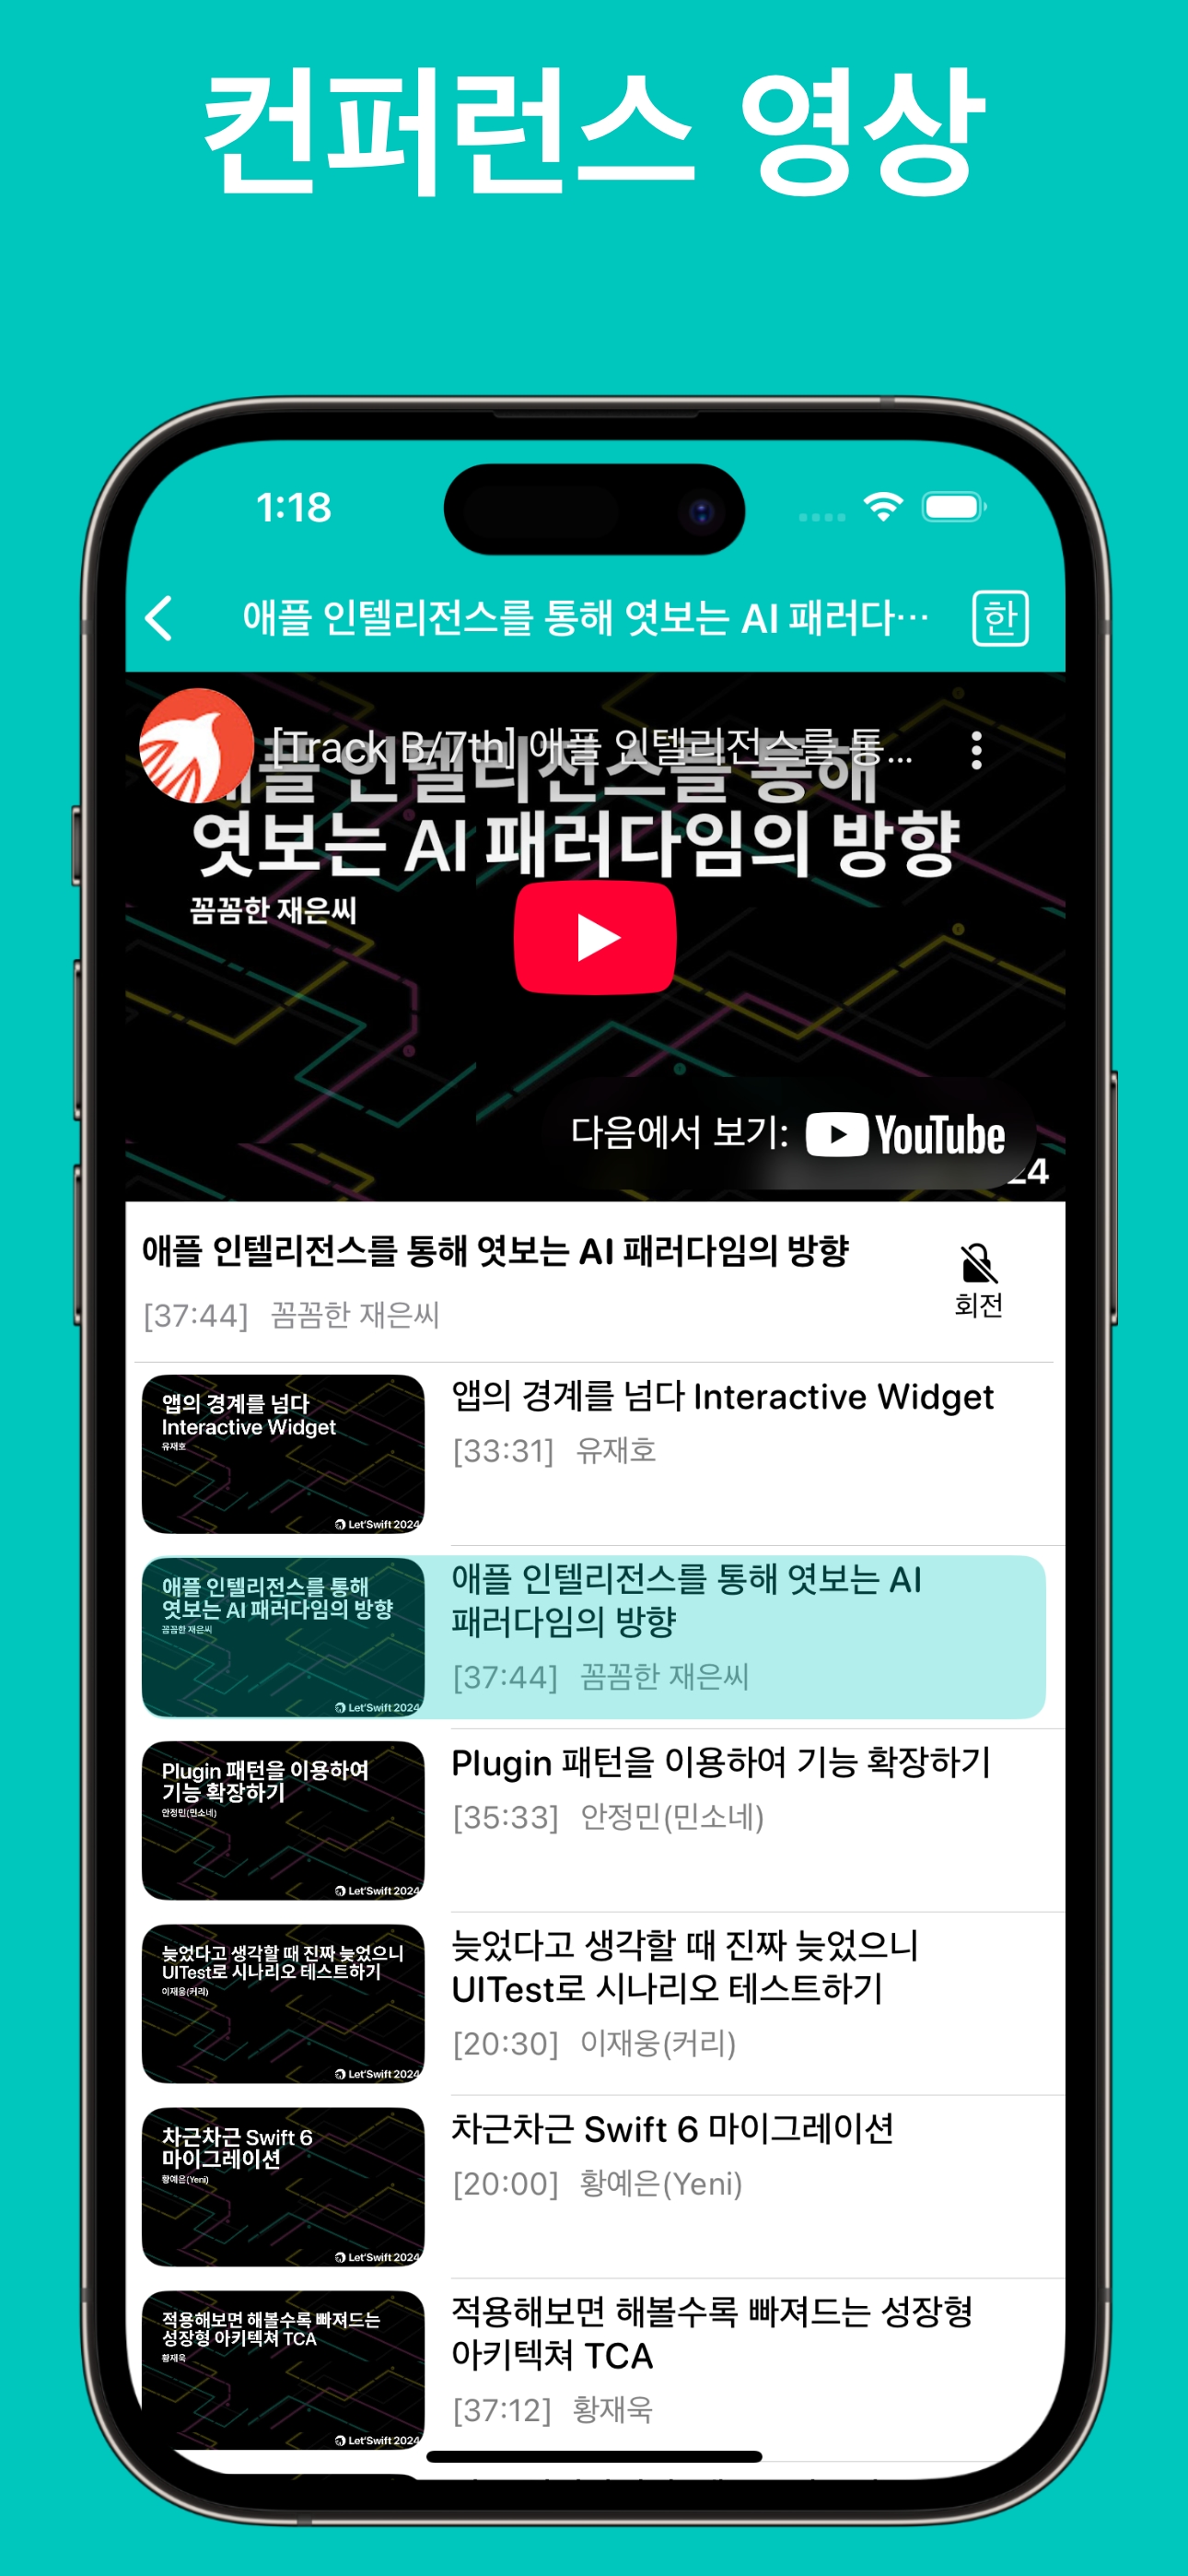 컨퍼런스 영상
1:18
애플 인텔리전스를 통해 엿보는 AI 패러다…
한
[Track B/7th] 애플 인텔리전스를 통...
애플 인텔리전스를 통해
엿보는 AI 패러다임의 방향
꼼꼼한 재은씨
다음에서 보기: YouTube
24
애플 인텔리전스를 통해 엿보는 AI 패러다임의 방향
[37:44] 꼼꼼한 재은씨
회전
앱의 경계를 넘다
Interactive Widget
유재호
Let'Swift 2024
앱의 경계를 넘다 Interactive Widget
[33:31] 유재호
애플 인텔리전스를 통해
엿보는 AI 패러다임의 방향
꼼꼼한 재은씨
Let'Swift 2024
애플 인텔리전스를 통해 엿보는 AI
패러다임의 방향
[37:44] 꼼꼼한 재은씨
Plugin 패턴을 이용하여
기능 확장하기
안정민(민소네)
Let'Swift 2024
Plugin 패턴을 이용하여 기능 확장하기
[35:33] 안정민(민소네)
늦었다고 생각할 때 진짜 늦었으니
UITest로 시나리오 테스트하기
이재웅(커리)
Let'Swift 2024
늦었다고 생각할 때 진짜 늦었으니
UITest로 시나리오 테스트하기
[20:30] 이재웅(커리)
차근차근 Swift 6
마이그레이션
황예은(Yeni)
Let'Swift 2024
차근차근 Swift 6 마이그레이션
[20:00] 황예은(Yeni)
적용해보면 해볼수록 빠져드는
성장형 아키텍쳐 TCA
황재욱
Let'Swift 2024
적용해보면 해볼수록 빠져드는 성장형
아키텍쳐 TCA
[37:12] 황재욱